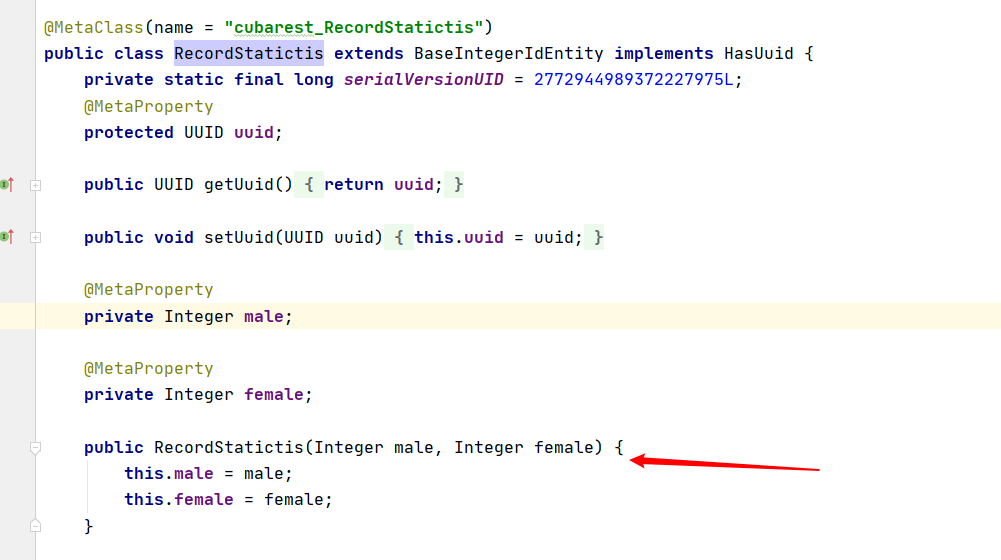 @MetaClass(name = "cubarest_RecordStatictis")
public class RecordStatictis extends BaseIntegerIdEntity implements HasUuid {
private static final long serialVersionUID = 2772944989372227975L;
@MetaProperty
protected UUID uuid;
public UUID getUuid() { return uuid; }
public void setUuid(UUID uuid) { this.uuid = uuid; }
@MetaProperty
private Integer male;
@MetaProperty
private Integer female;
public RecordStatictis(Integer male, Integer female) {
this.male = male;
this.female = female;
}